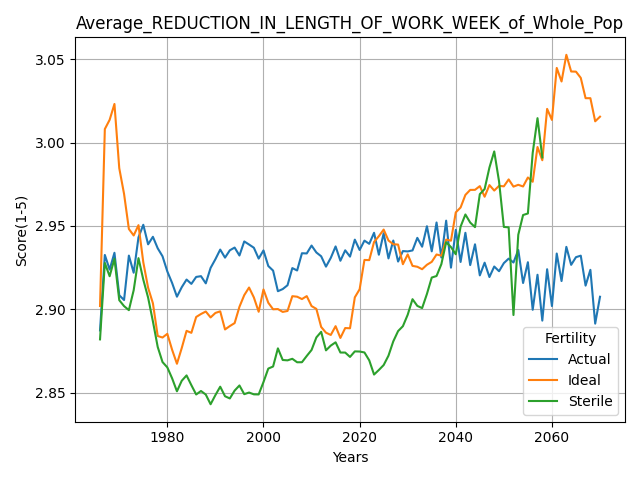 Average_REDUCTION_IN_LENGTH_OF_WORK_WEEK_of_Whole_Pop
3.05
3.00
2.95
2.90
2.85
Score(1-5)
Fertility
Actual
Ideal
Sterile
1980
2000
2020
2040
2060
Years